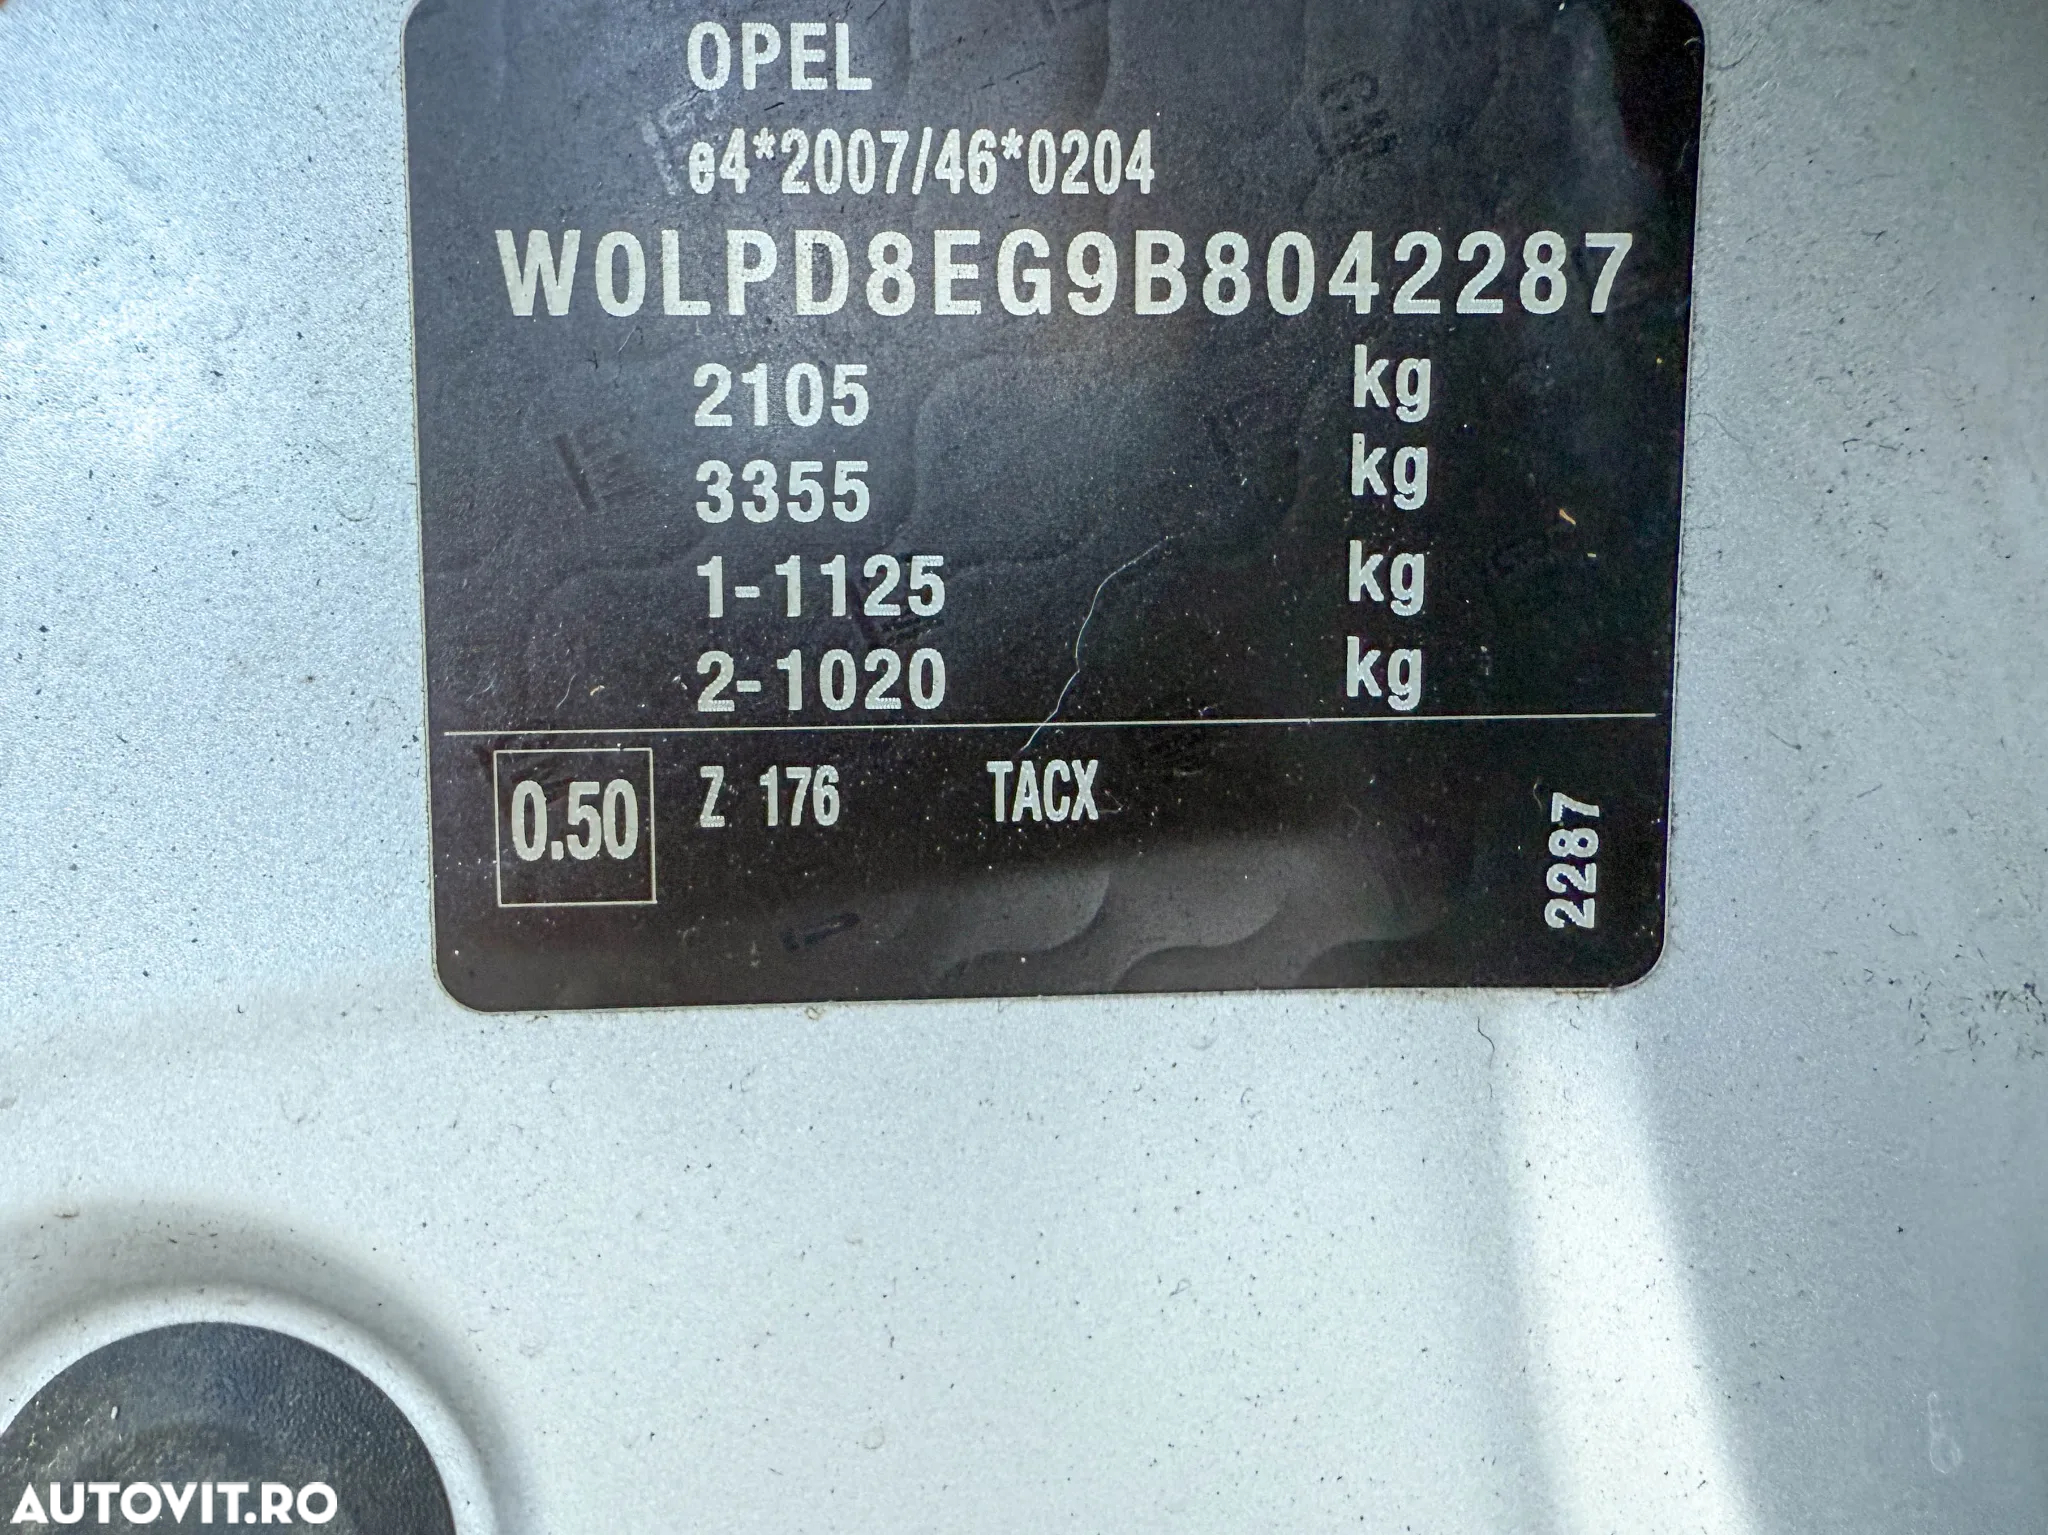 OPEL
e4*2007/46*0204
W0LPD8EG9B8042287
2105 kg
3355 kg
1-1125 kg
2-1020 kg
0.50 Z 176 TACX
2287
AUTOVIT.RO